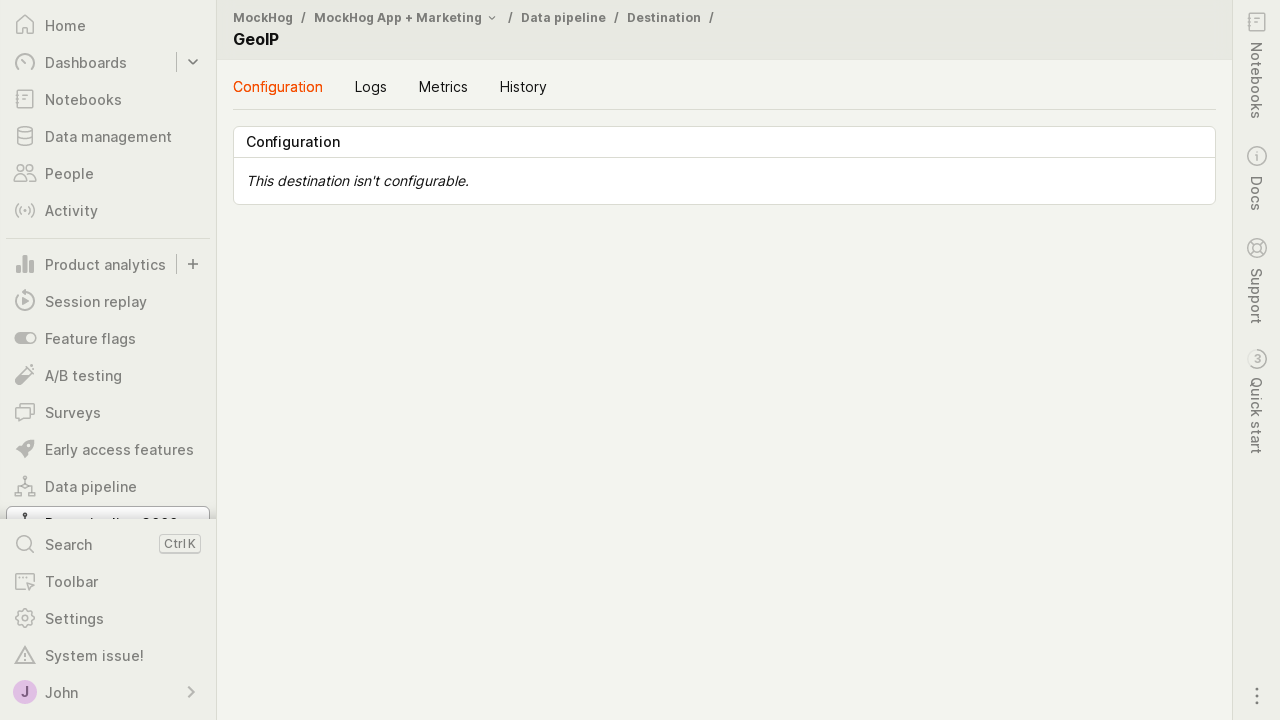 Home
Dashboards
Notebooks
Data management
People
Activity
Product analytics
Session replay
Feature flags
A/B testing
Surveys
Early access features
Data pipeline
Search Ctrl K
Toolbar
Settings
System issue!
J John
MockHog / MockHog App + Marketing / Data pipeline / Destination /
GeoIP
Configuration Logs Metrics History
Configuration
This destination isn't configurable.
Notebooks
Docs
Support
3
Quick start